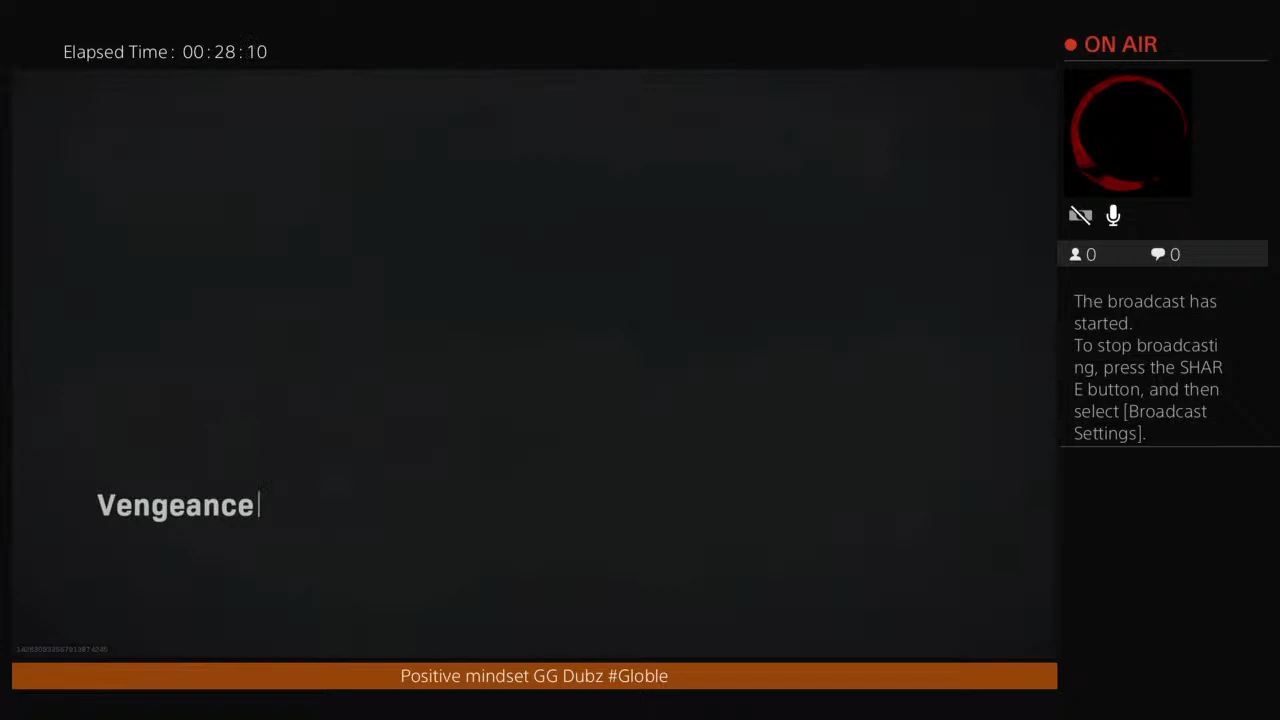 Elapsed Time: 00:28:10
ON AIR
0 0
The broadcast has
started.
To stop broadcasti
ng, press the SHAR
E button, and then
select [Broadcast
Settings].
Vengeance
Positive mindset GG Dubz #Globle